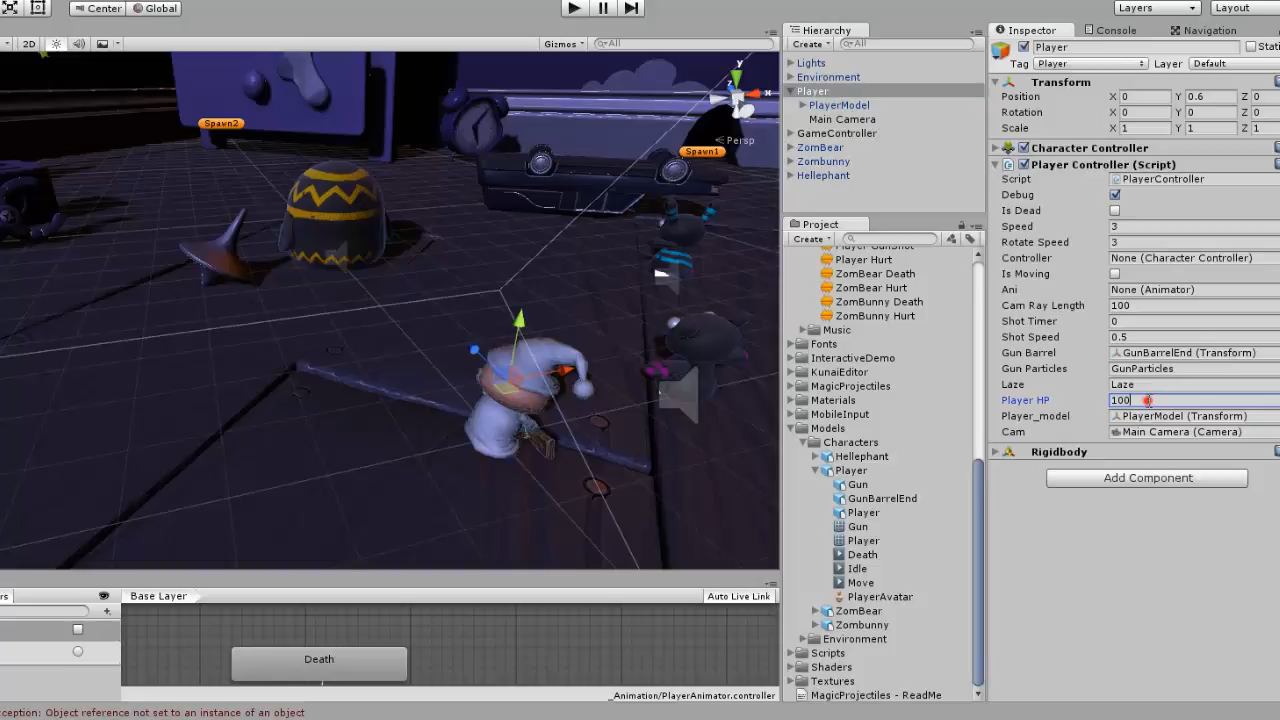 Center
Global
Layers
Layout
2D
Gizmos
All
y
x
z
Persp
Spawn2
Spawn1
Hierarchy
Create
All
Lights
Environment
Player
PlayerModel
Main Camera
GameController
ZomBear
Zombunny
Hellephant
Project
Create
Player GunShot
Player Hurt
ZomBear Death
ZomBear Hurt
ZomBunny Death
ZomBunny Hurt
Music
Fonts
InteractiveDemo
KunaiEditor
MagicProjectiles
Materials
MobileInput
Models
Characters
Hellephant
Player
Gun
GunBarrelEnd
Player
Gun
Player
Death
Idle
Move
PlayerAvatar
ZomBear
Zombunny
Environment
Scripts
Shaders
Textures
MagicProjectiles - ReadMe
Inspector
Console
Navigation
Player
Stati
Tag Player Layer Default
Transform
Position X 0 Y 0.6 Z 0
Rotation X 0 Y 0 Z 0
Scale X 1 Y 1 Z 1
Character Controller
Player Controller (Script)
Script PlayerController
Debug
Is Dead
Speed 3
Rotate Speed 3
Controller None (Character Controller)
Is Moving
Ani None (Animator)
Cam Ray Length 100
Shot Timer 0
Shot Speed 0.5
Gun Barrel GunBarrelEnd (Transform)
Gun Particles GunParticles
Laze Laze
Player HP 100
Player_model PlayerModel (Transform)
Cam Main Camera (Camera)
Rigidbody
Add Component
rs
Base Layer
Auto Live Link
Death
_Animation/PlayerAnimator.controller
ception: Object reference not set to an instance of an object